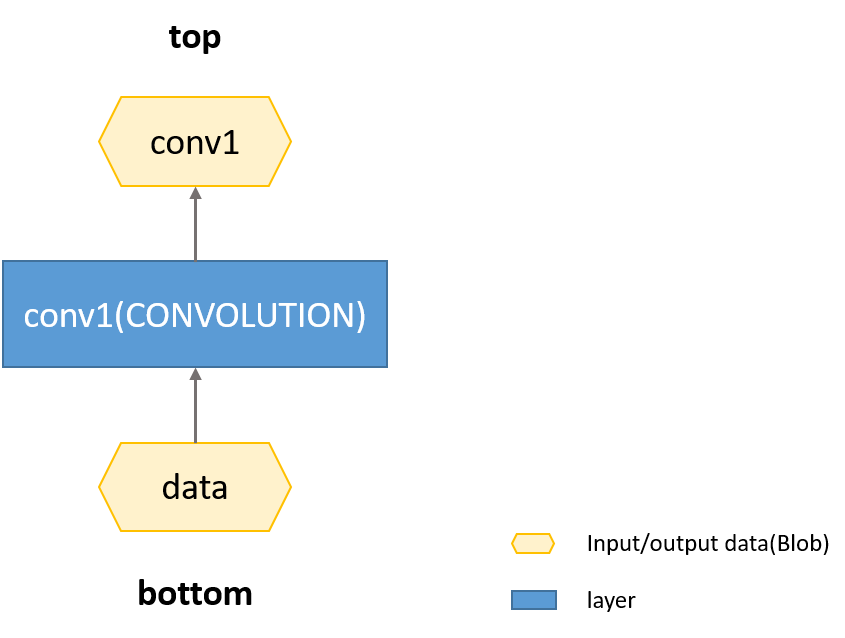 top
conv1
conv1(CONVOLUTION)
data
bottom
Input/output data(Blob)
layer